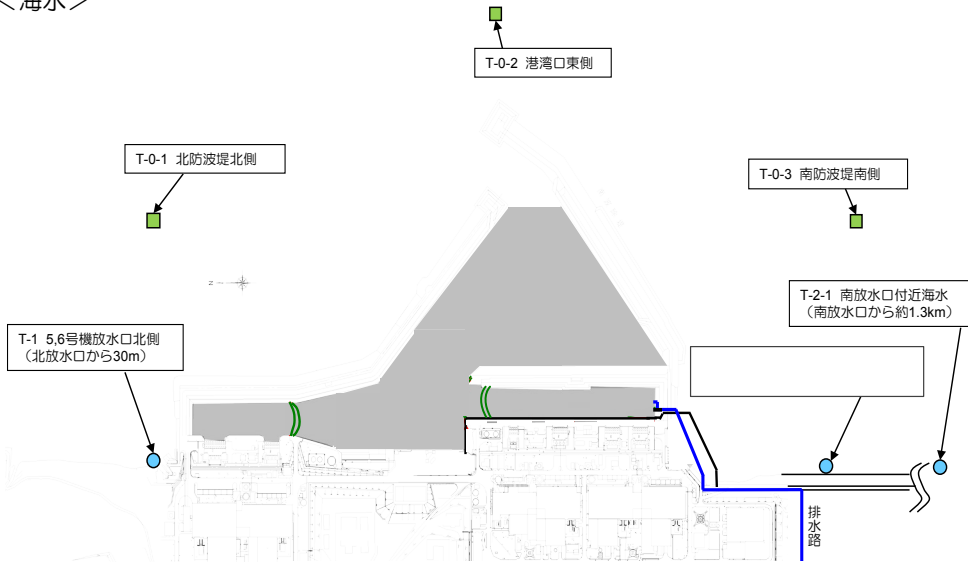 ＜海水＞
T-0-2 港湾口東側
T-0-1 北防波堤北側
T-0-3 南防波堤南側
T-2-1 南放水口付近海水
（南放水口から約1.3km）
T-1 5,6号機放水口北側
（北放水口から30m）
Z
排水路